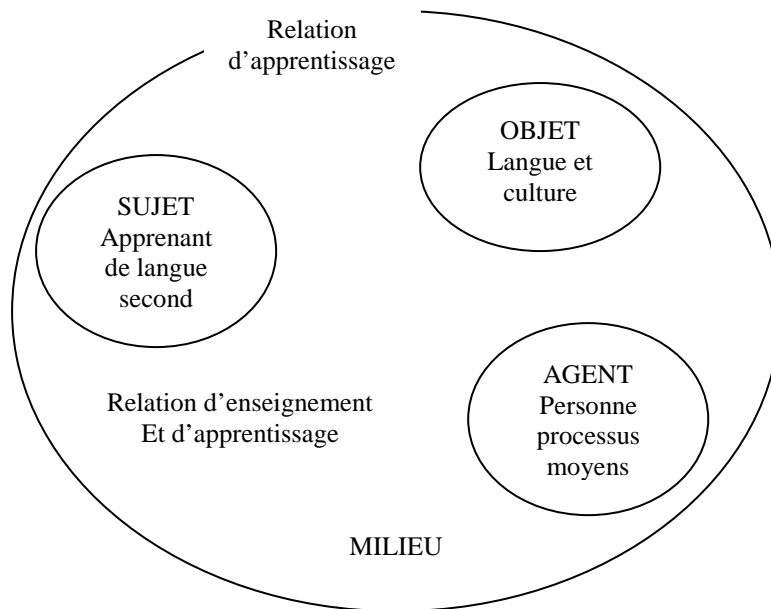 Relation
d’apprentissage
OBJET
Langue et
culture
SUJET
Apprenant
de langue
second
AGENT
Personne
processus
moyens
Relation d’enseignement
Et d’apprentissage
MILIEU